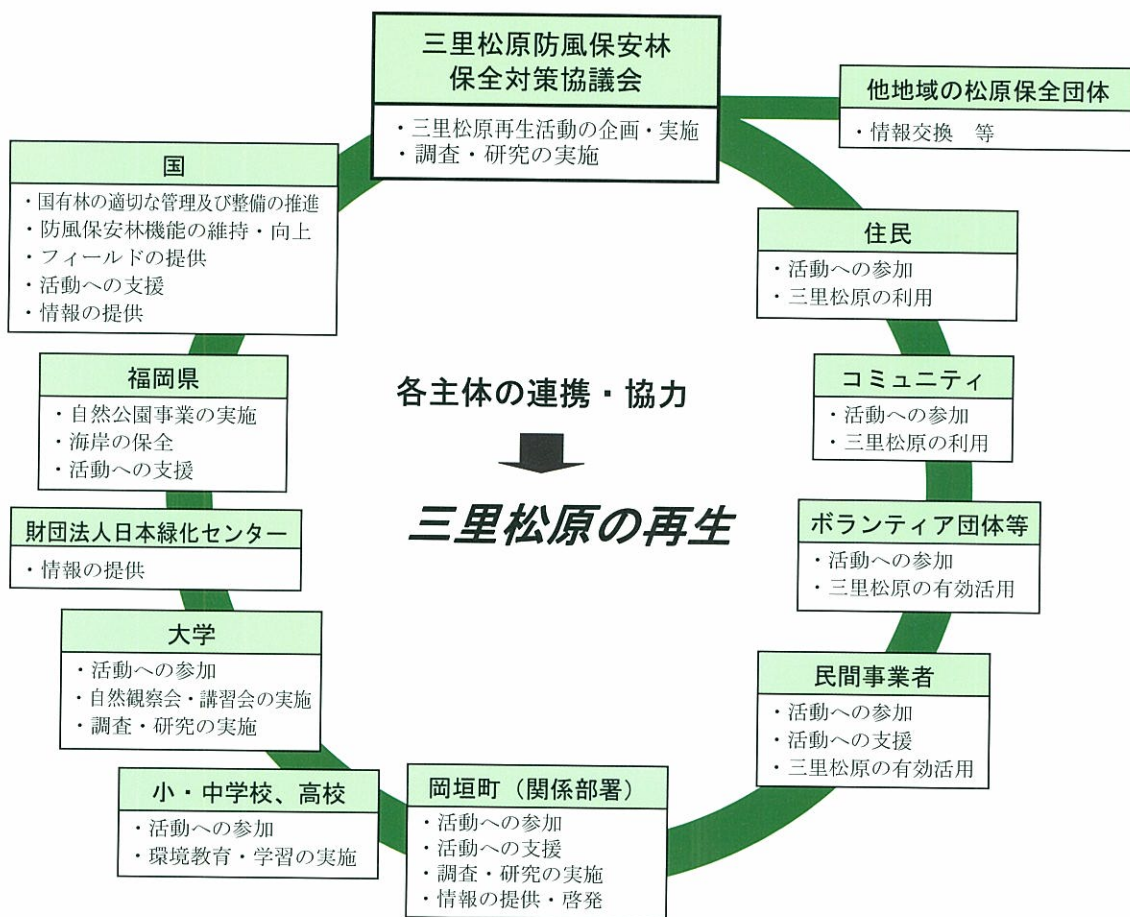 三里松原防風保安林
保全対策協議会
・三里松原再生活動の企画・実施
・調査・研究の実施
他地域の松原保全団体
・情報交換　等
国
・国有林の適切な管理及び整備の推進
・防風保安林機能の維持・向上
・フィールドの提供
・活動への支援
・情報の提供
住民
・活動への参加
・三里松原の利用
福岡県
・自然公園事業の実施
・海岸の保全
・活動への支援
コミュニティ
・活動への参加
・三里松原の利用
各主体の連携・協力
三里松原の再生
財団法人日本緑化センター
・情報の提供
ボランティア団体等
・活動への参加
・三里松原の有効活用
大学
・活動への参加
・自然観察会・講習会の実施
・調査・研究の実施
民間事業者
・活動への参加
・活動への支援
・三里松原の有効活用
小・中学校、高校
・活動への参加
・環境教育・学習の実施
岡垣町（関係部署）
・活動への参加
・活動への支援
・調査・研究の実施
・情報の提供・啓発